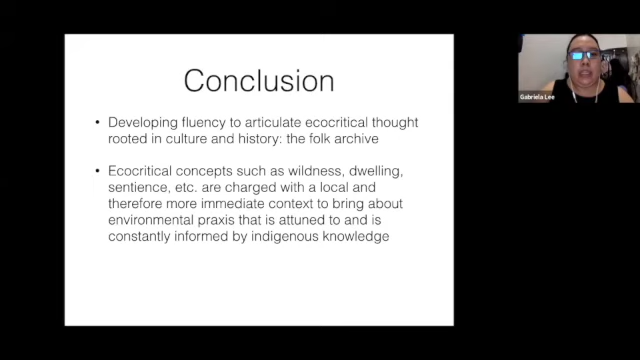 Conclusion
• Developing fluency to articulate ecocritical thought
rooted in culture and history: the folk archive
• Ecocritical concepts such as wildness, dwelling,
sentience, etc. are charged with a local and
therefore more immediate context to bring about
environmental praxis that is attuned to and is
constantly informed by indigenous knowledge
Gabriela Lee